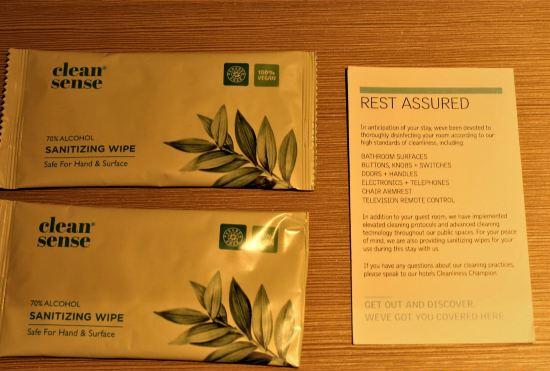 clean®
sense
100%
VEGAN
70% ALCOHOL
SANITIZING WIPE
Safe For Hand & Surface
clean®
sense
70% ALCOHOL
SANITIZING WIPE
Safe For Hand & Surface
REST ASSURED
In anticipation of your stay, we've been devoted to
thoroughly disinfecting your room according to our
high standards of cleanliness, including:
BATHROOM SURFACES
BUTTONS, KNOBS + SWITCHES
DOORS + HANDLES
ELECTRONICS + TELEPHONES
CHAIR ARMREST
TELEVISION REMOTE CONTROL
In addition to your guest room, we have implemented
elevated cleaning protocols and advanced cleaning
technology throughout our public spaces. For your peace
of mind, we are also providing sanitizing wipes for your
use during this stay with us.
If you have any questions about our cleaning practices,
please speak to our hotels Cleanliness Champion.
GET OUT AND DISCOVER.
WE'VE GOT YOU COVERED HERE.